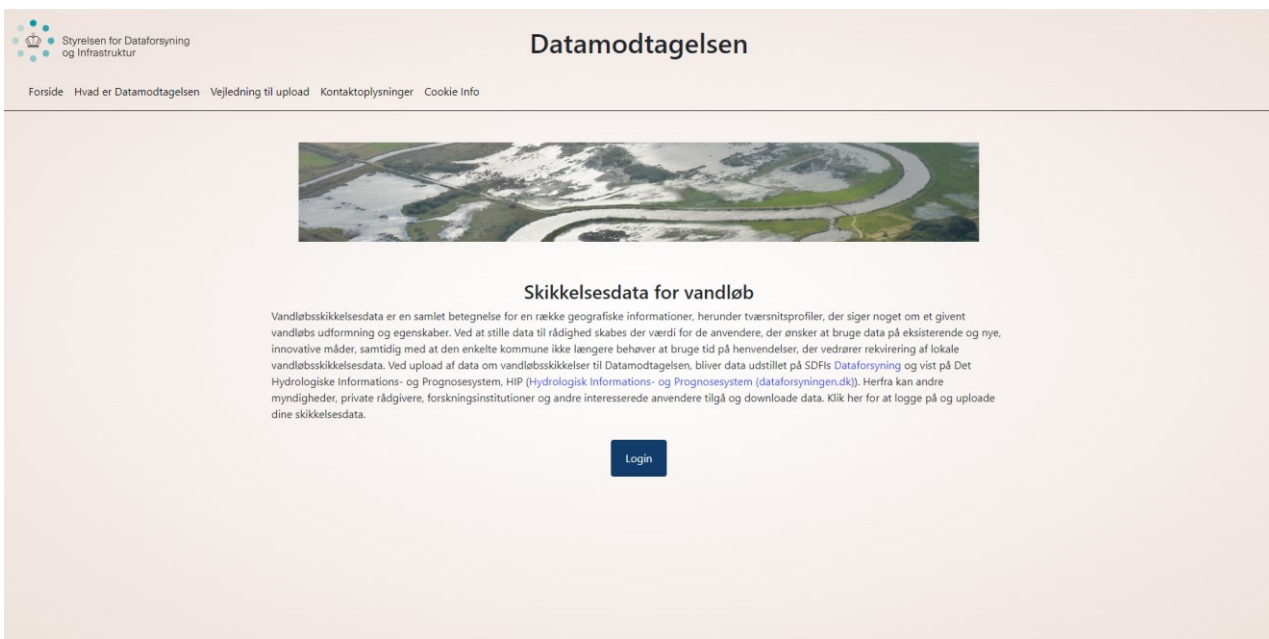 Styrelsen for Dataforsyning
og Infrastruktur
Datamodtagelsen
Forside Hvad er Datamodtagelsen Vejledning til upload Kontaktoplysninger Cookie Info
Skikkelsesdata for vandløb
Vandløbsskikkelsesdata er en samlet betegnelse for en række geografiske informationer, herunder tværsnitsprofiler, der siger noget om et givent
vandløbs udformning og egenskaber. Ved at stille data til rådighed skabes der værdi for de anvendere, der ønsker at bruge data på eksisterende og nye,
innovative måder, samtidig med at den enkelte kommune ikke længere behøver at bruge tid på henvendelser, der vedrører rekvirering af lokale
vandløbsskikkelsesdata. Ved upload af data om vandløbsskikkelser til Datamodtagelsen, bliver data udstillet på SDFIs Dataforsyning og vist på Det
Hydrologiske Informations- og Prognosesystem, HIP (Hydrologisk Informations- og Prognosesystem (dataforsyningen.dk)). Herfra kan andre
myndigheder, private rådgivere, forskningsinstitutioner og andre interesserede anvendere tilgå og downloade data. Klik her for at logge på og uploade
dine skikkelsesdata.
Login